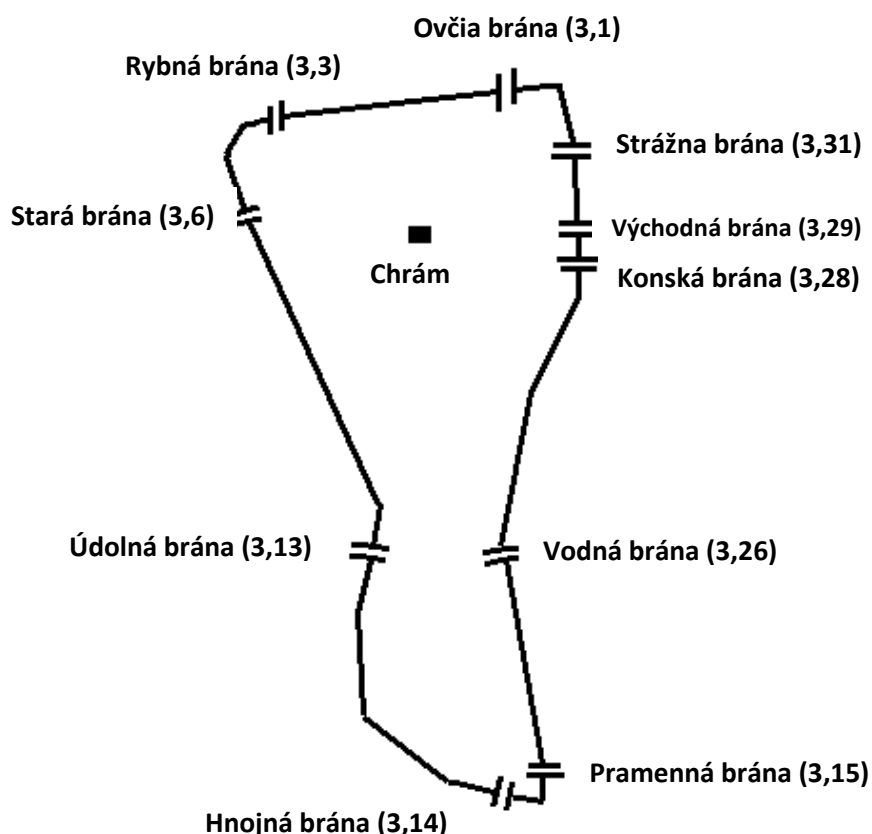 Ovčia brána (3,1)
Rybná brána (3,3)
Strážna brána (3,31)
Stará brána (3,6)
Východná brána (3,29)
Chrám
Konská brána (3,28)
Údolná brána (3,13)
Vodná brána (3,26)
Pramenná brána (3,15)
Hnojná brána (3,14)